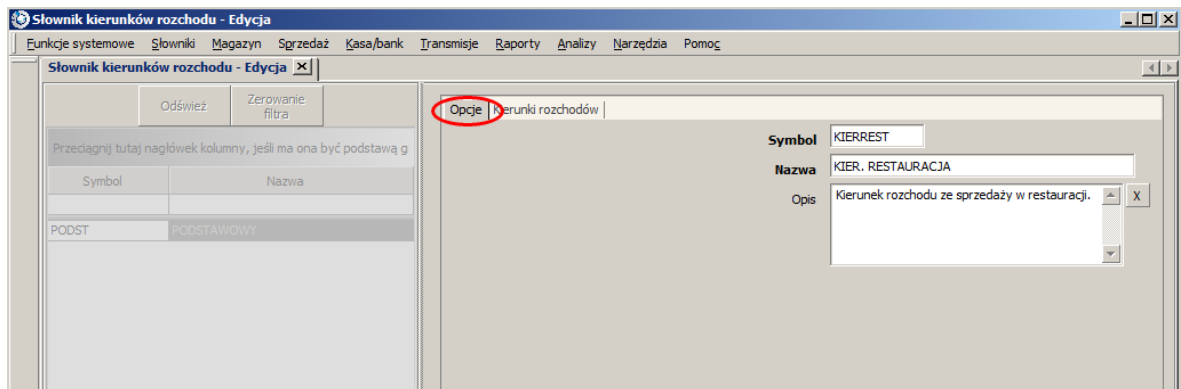 Słownik kierunków rozchodu - Edycja
Funkcje systemowe Słowniki Magazyn Sprzedaż Kasa/bank Transmisje Raporty Analizy Narzędzia Pomoc
Słownik kierunków rozchodu - Edycja
Odśwież
Zerowanie
filtra
Przeciągnij tutaj nagłówek kolumny, jeśli ma ona być podstawą g
Symbol Nazwa
PODST PODSTAWOWY
Opcje Kierunki rozchodów
Symbol KIERREST
Nazwa KIER. RESTAURACJA
Opis Kierunek rozchodu ze sprzedaży w restauracji. X